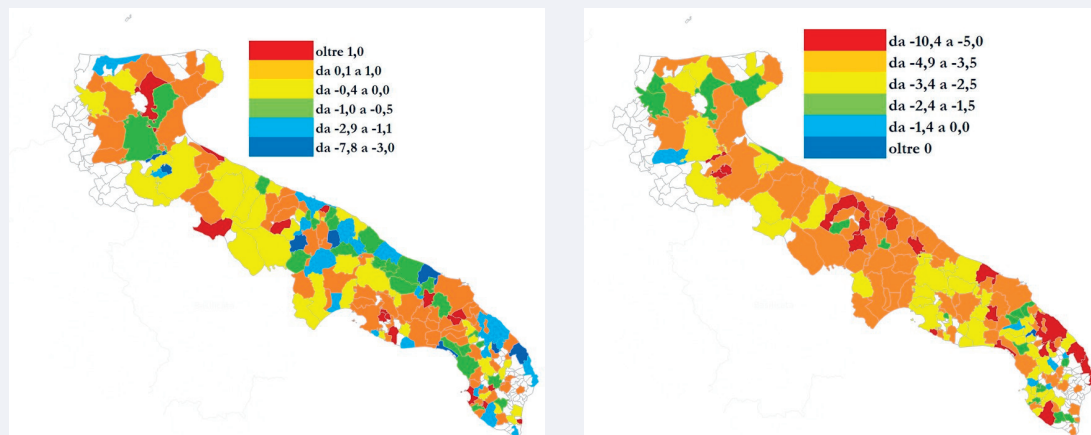 oltre 1,0
da 0,1 a 1,0
da -0,4 a 0,0
da -1,0 a -0,5
da -2,9 a -1,1
da -7,8 a -3,0
da -10,4 a -5,0
da -4,9 a -3,5
da -3,4 a -2,5
da -2,4 a -1,5
da -1,4 a 0,0
oltre 0